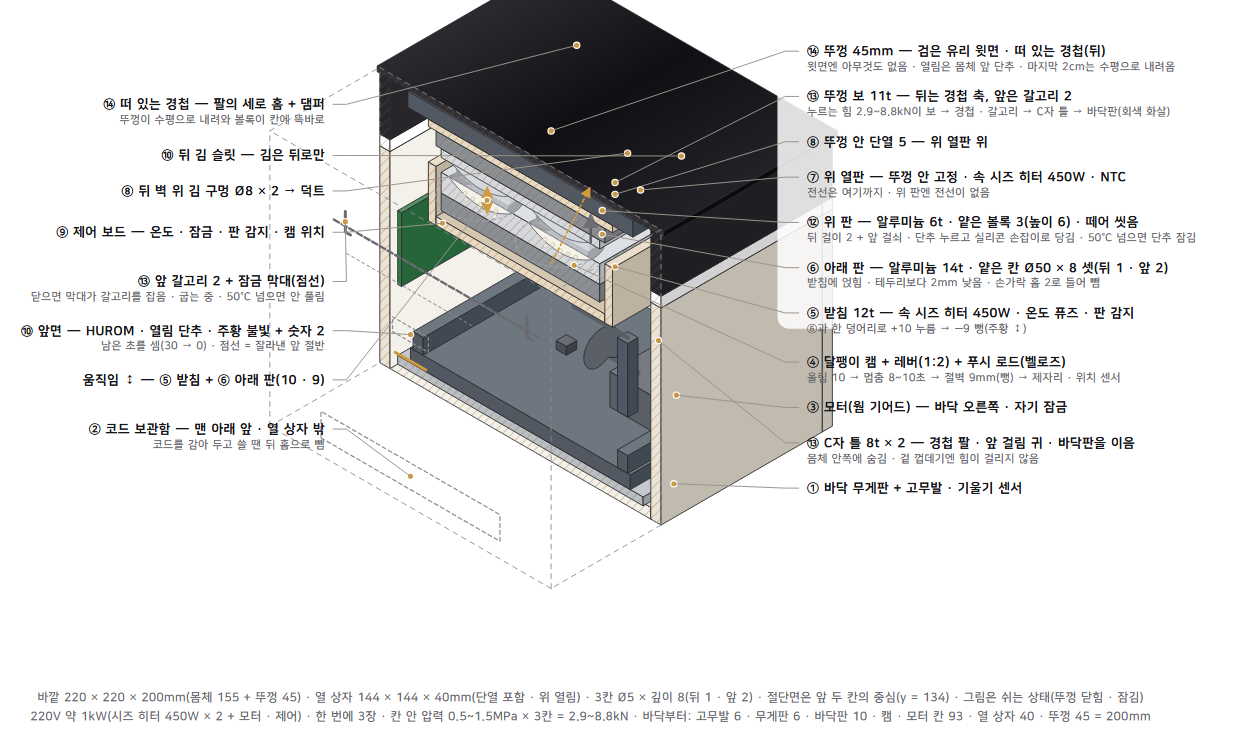 ⑭ 떠 있는 경첩 — 팔의 세로 홈 + 댐퍼
뚜껑이 수평으로 내려와 볼록이 칸에 똑바로
⑩ 뒤 김 슬릿 — 김은 뒤로만
⑧ 뒤 벽 위 김 구멍 Ø8 × 2 → 덕트
⑨ 제어 보드 — 온도 · 잠금 · 판 감지 · 캠 위치
⑬ 앞 갈고리 2 + 잠금 막대(점선)
닫으면 막대가 갈고리를 잡음 · 굽는 중 · 50℃ 넘으면 안 풀림
⑩ 앞면 — HUROM · 열림 단추 · 주황 불빛 + 숫자 2
남은 초를 셈(30 → 0) · 점선 = 잘라낸 앞 절반
움직임 ↕ — ⑤ 받침 + ⑥ 아래 판(10 · 9)
② 코드 보관함 — 맨 아래 앞 · 열 상자 밖
코드를 감아 두고 쓸 땐 뒤 홈으로 뺌
⑭ 뚜껑 45mm — 검은 유리 윗면 · 떠 있는 경첩(뒤)
윗면엔 아무것도 없음 · 열림은 몸체 앞 단추 · 마지막 2cm는 수평으로 내려옴
⑬ 뚜껑 보 11t — 뒤는 경첩 축, 앞은 갈고리 2
누르는 힘 2.9~8.8kN이 보 → 경첩 · 갈고리 → C자 틀 → 바닥판(회색 화살)
⑧ 뚜껑 안 단열 5 — 위 열판 위
⑦ 위 열판 — 뚜껑 안 고정 · 속 시즈 히터 450W · NTC
전선은 여기까지 · 위 판엔 전선이 없음
⑫ 위 판 — 알루미늄 6t · 얕은 볼록 3(높이 6) · 떼어 씻음
뒤 걸이 2 + 앞 걸쇠 · 단추 누르고 실리콘 손잡이로 당김 · 50℃ 넘으면 단추 잠김
⑥ 아래 판 — 알루미늄 14t · 얕은 칸 Ø50 × 8 셋(뒤 1 · 앞 2)
받침에 얹힘 · 테두리보다 2mm 낮음 · 손가락 홈 2로 들어 뺌
⑤ 받침 12t — 속 시즈 히터 450W · 온도 퓨즈 · 판 감지
⑥과 한 덩어리로 +10 누름 → −9 뻥(주황 ↕)
④ 달팽이 캠 + 레버(1:2) + 푸시 로드(벨로즈)
올림 10 → 멈춤 8~10초 → 절벽 9mm(뻥) → 제자리 · 위치 센서
③ 모터(웜 기어드) — 바닥 오른쪽 · 자기 잠금
⑬ C자 틀 8t × 2 — 경첩 팔 · 앞 걸림 귀 · 바닥판을 이음
몸체 안쪽에 숨김 · 겉 껍데기엔 힘이 걸리지 않음
① 바닥 무게판 + 고무발 · 기울기 센서
바깥 220 × 220 × 200mm(몸체 155 + 뚜껑 45) · 열 상자 144 × 144 × 40mm(단열 포함 · 위 열림) · 3칸 Ø5 × 깊이 8(뒤 1 · 앞 2) · 절단면은 앞 두 칸의 중심(y = 134) · 그림은 쉬는 상태(뚜껑 닫힘 · 잠김)
220V 약 1kW(시즈 히터 450W × 2 + 모터 · 제어) · 한 번에 3장 · 칸 안 압력 0.5~1.5MPa × 3칸 = 2.9~8.8kN · 바닥부터: 고무발 6 · 무게판 6 · 바닥판 10 · 캠 · 모터 칸 93 · 열 상자 40 · 뚜껑 45 = 200mm